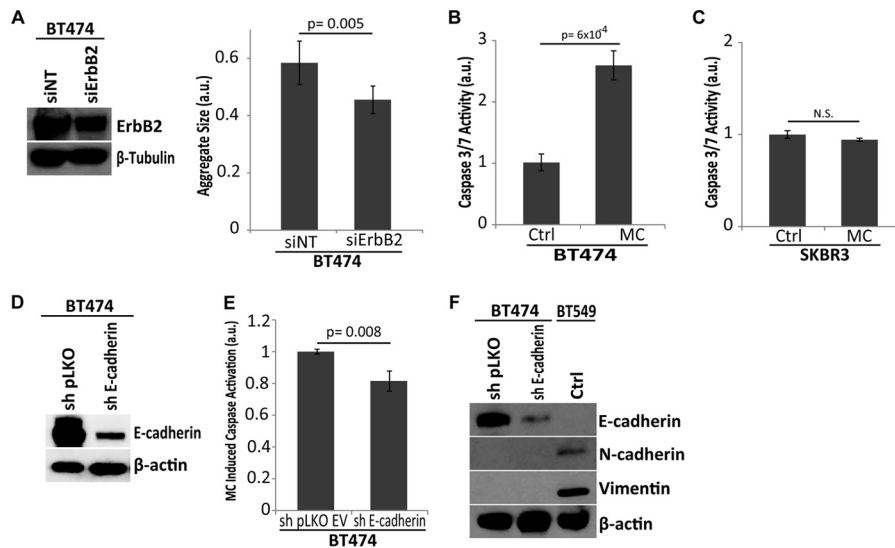 A
BT474
siNT
siErbB2
ErbB2
β-Tubulin
p= 0.005
Aggregate Size (a.u.)
0.6
0.4
0.2
0
siNT
siErbB2
BT474
B
p= 6x10-4
Caspase 3/7 Activity (a.u.)
3
2
1
0
Ctrl
MC
BT474
C
N.S.
Caspase 3/7 Activity (a.u.)
2
1
0
Ctrl
MC
SKBR3
D
BT474
sh pLKO
sh E-cadherin
E-cadherin
β-actin
E
p= 0.008
MC Induced Caspase Activation (a.u.)
1.2
1
0.8
0.6
0.4
0.2
0
sh pLKO EV
sh E-cadherin
BT474
F
BT474
BT549
sh pLKO
sh E-cadherin
Ctrl
E-cadherin
N-cadherin
Vimentin
β-actin